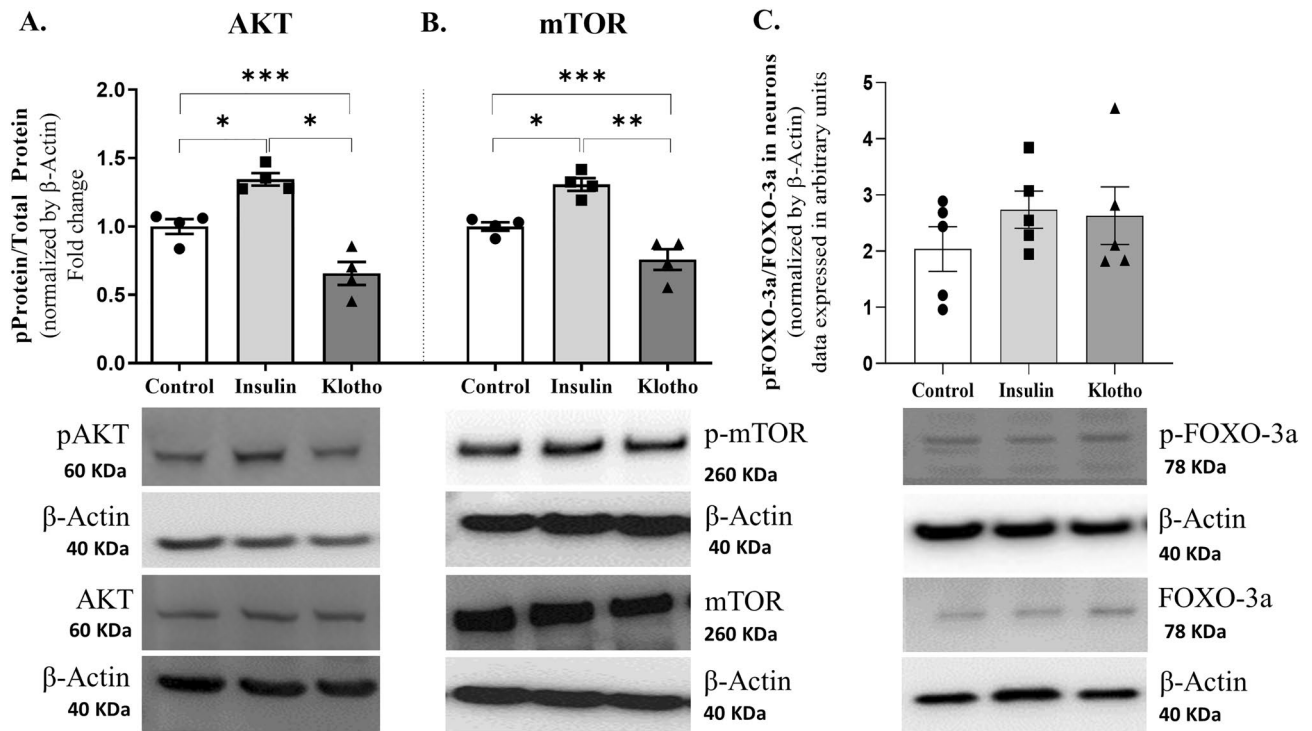 A.
AKT
B.
mTOR
C.
pProtein/Total Protein
(normalized by β-Actin)
Fold change
2.0
1.5
1.0
0.5
0.0
***
*
*
***
*
**
Control
Insulin
Klotho
Control
Insulin
Klotho
pFOXO-3a/FOXO-3a in neurons
(normalized by β-Actin)
data expressed in arbitrary units
5
4
3
2
1
0
Control
Insulin
Klotho
pAKT
60 KDa
β-Actin
40 KDa
AKT
60 KDa
β-Actin
40 KDa
p-mTOR
260 KDa
β-Actin
40 KDa
mTOR
260 KDa
β-Actin
40 KDa
p-FOXO-3a
78 KDa
β-Actin
40 KDa
FOXO-3a
78 KDa
β-Actin
40 KDa